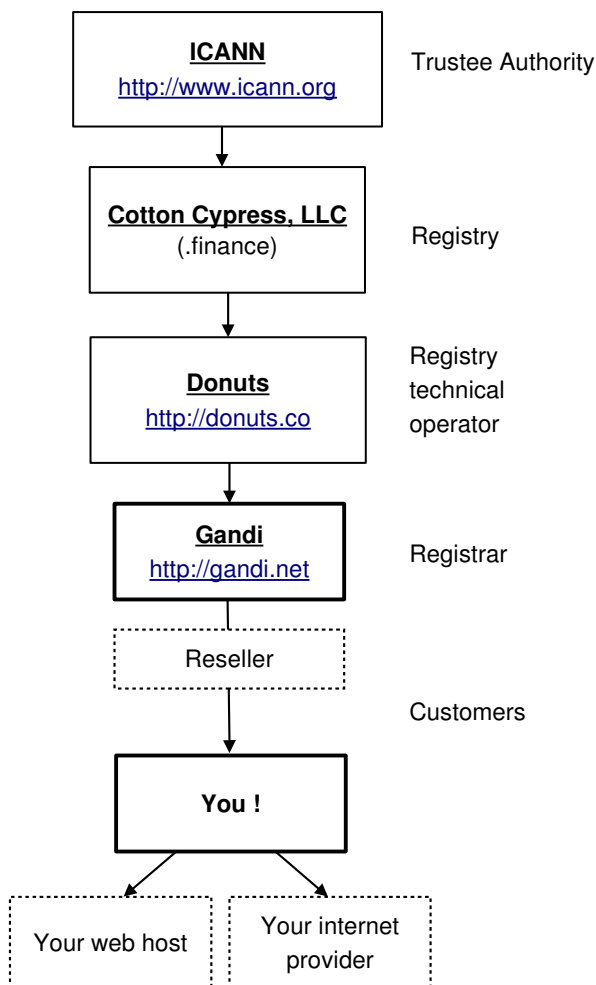 ICANN
http://www.icann.org
Trustee Authority
Cotton Cypress, LLC
(.finance)
Registry
Donuts
http://donuts.co
Registry
technical
operator
Gandi
http://gandi.net
Registrar
Reseller
Customers
You !
Your web host
Your internet
provider